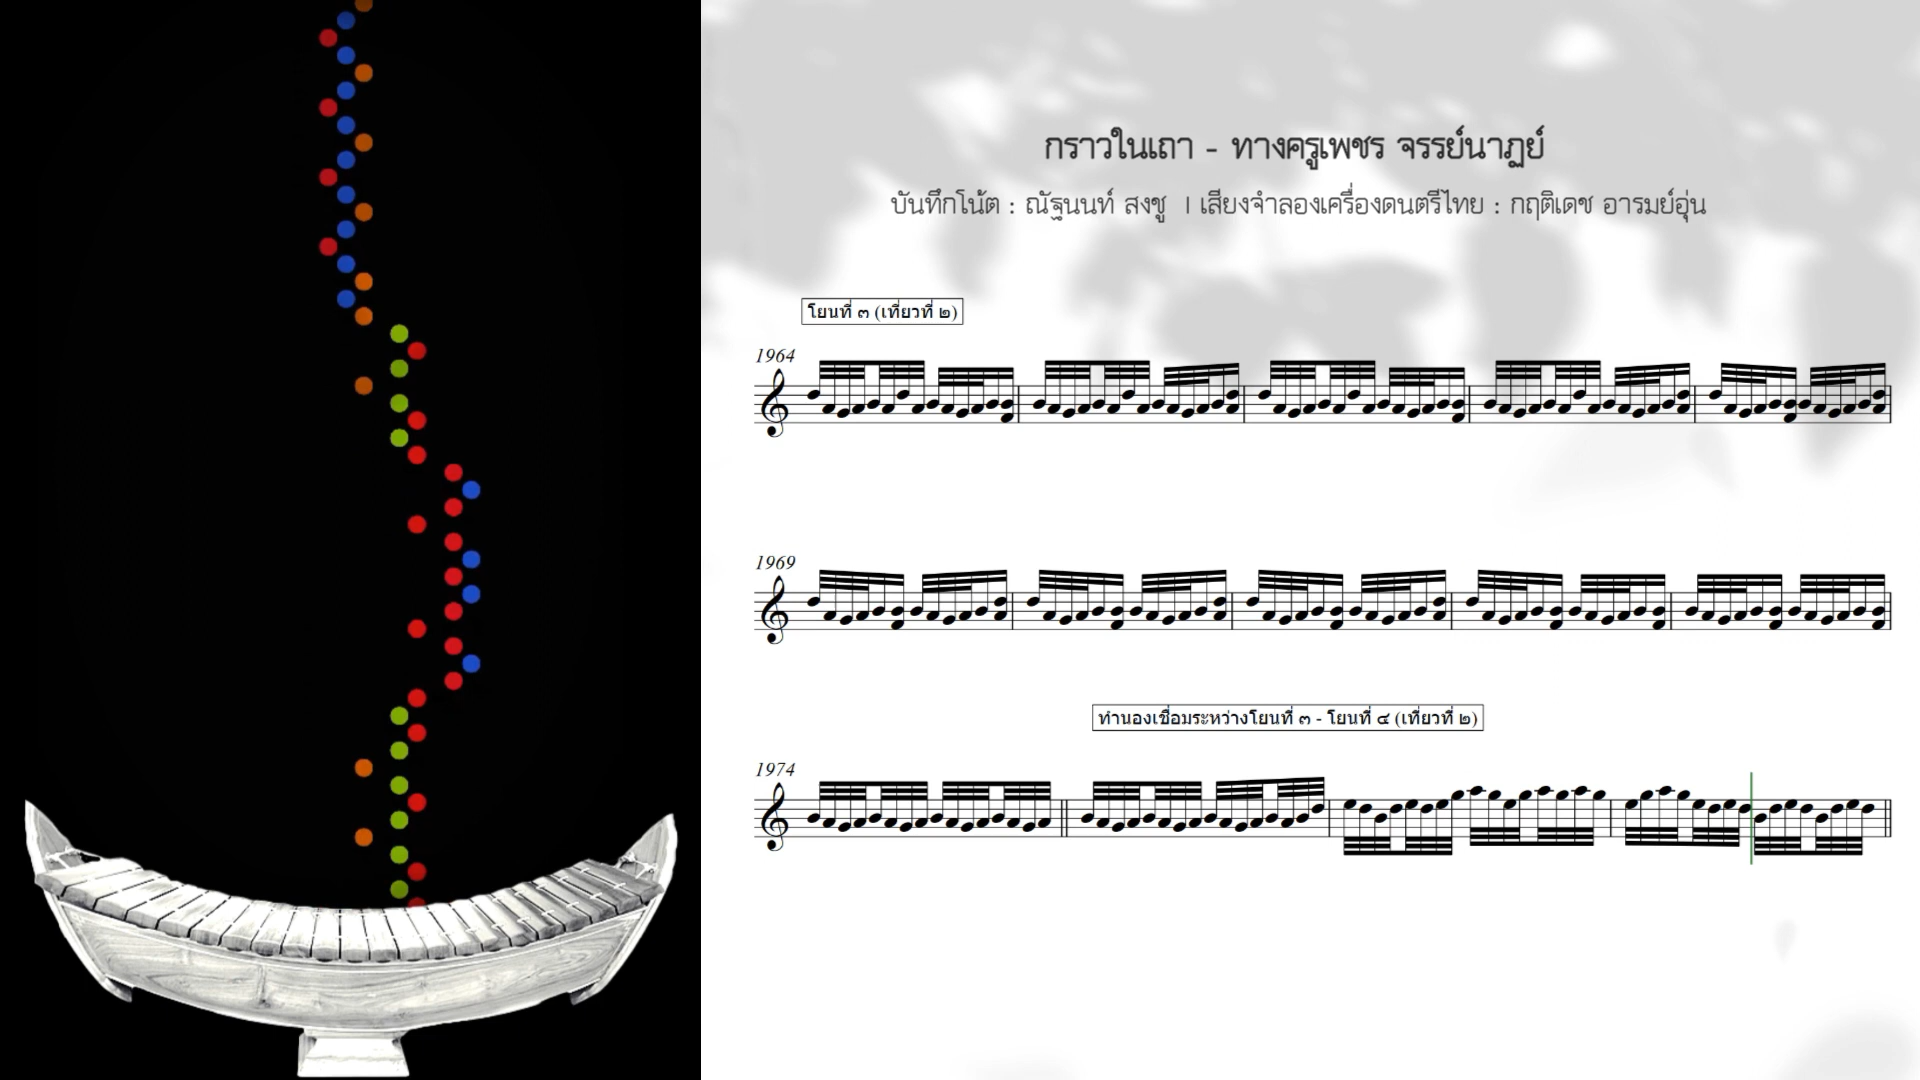 กราวในเถา - ทางครูเพชร จรรย์นาฏย์
บันทึกโน้ต : ณัฐนนท์ สงชู | เสียงจำลองเครื่องดนตรีไทย : กฤติเดช อารมย์อุ่น
โยนที่ ๓ (เที่ยวที่ ๒)
1964
1969
ทำนองเชื่อมระหว่างโยนที่ ๓ - โยนที่ ๔ (เที่ยวที่ ๒)
1974